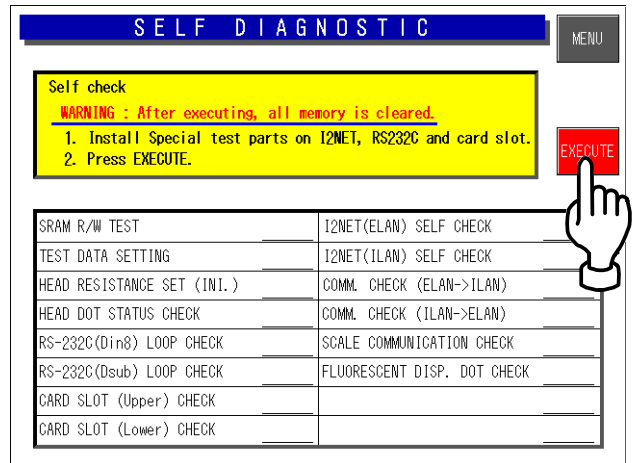 SELF DIAGNOSTIC
MENU
Self check
WARNING : After executing, all memory is cleared.
1. Install Special test parts on I2NET, RS232C and card slot.
2. Press EXECUTE.
EXECUTE
SRAM R/W TEST
I2NET(ELAN) SELF CHECK
TEST DATA SETTING
I2NET(ILAN) SELF CHECK
HEAD RESISTANCE SET (INI.)
COMM. CHECK (ELAN->ILAN)
HEAD DOT STATUS CHECK
COMM. CHECK (ILAN->ELAN)
RS-232C(Din8) LOOP CHECK
SCALE COMMUNICATION CHECK
RS-232C(Dsub) LOOP CHECK
FLUORESCENT DISP. DOT CHECK
CARD SLOT (Upper) CHECK
CARD SLOT (Lower) CHECK